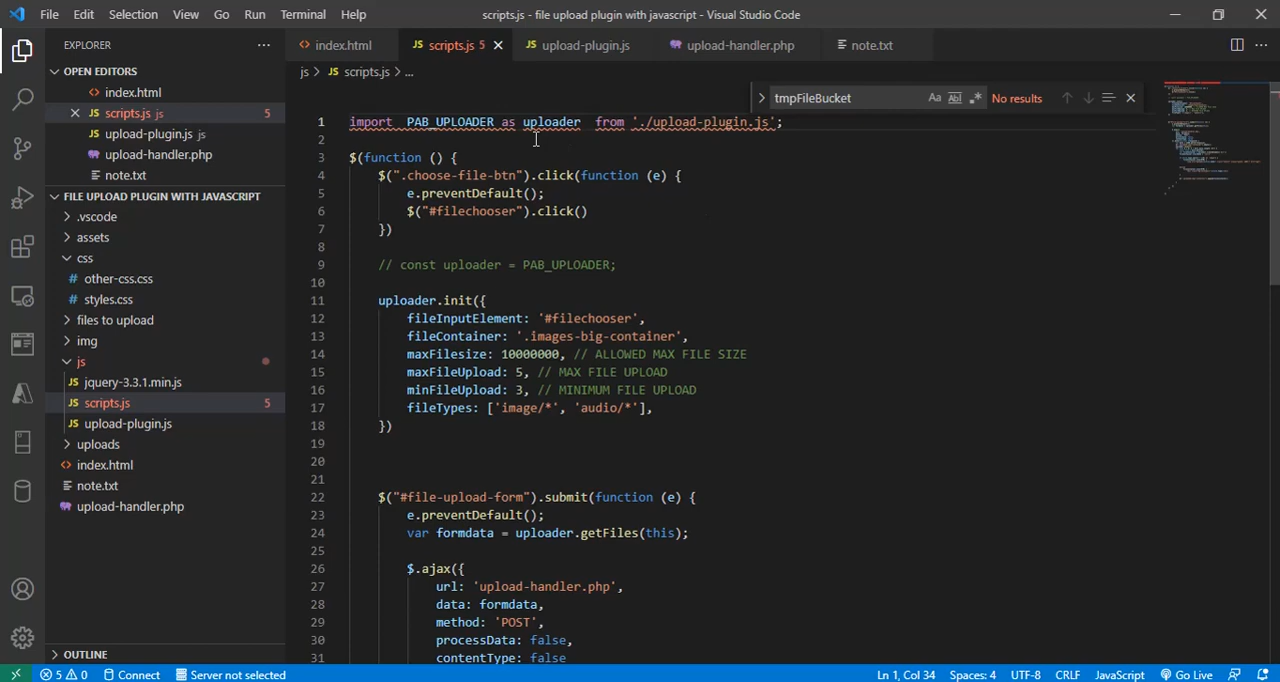 File Edit Selection View Go Run Terminal Help scripts.js - file upload plugin with javascript - Visual Studio Code
EXPLORER
OPEN EDITORS
index.html
scripts.js js 5
upload-plugin.js js
upload-handler.php
note.txt
FILE UPLOAD PLUGIN WITH JAVASCRIPT
.vscode
assets
css
other-css.css
styles.css
files to upload
img
js
JS jquery-3.3.1.min.js
JS scripts.js 5
JS upload-plugin.js
uploads
index.html
note.txt
upload-handler.php
OUTLINE
index.html JS scripts.js 5 JS upload-plugin.js upload-handler.php note.txt
js > JS scripts.js > ...
tmpFileBucket Aa ab No results
1 import  PAB_UPLOADER as uploader  from './upload-plugin.js';
2
3 $(function () {
4 $(".choose-file-btn").click(function (e) {
5 e.preventDefault();
6 $("#filechooser").click()
7 })
8
9 // const uploader = PAB_UPLOADER;
10
11 uploader.init({
12 fileInputElement: '#filechooser',
13 fileContainer: '.images-big-container',
14 maxFilesize: 10000000, // ALLOWED MAX FILE SIZE
15 maxFileUpload: 5, // MAX FILE UPLOAD
16 minFileUpload: 3, // MINIMUM FILE UPLOAD
17 fileTypes: ['image/*', 'audio/*'],
18 })
19
20
21
22 $("#file-upload-form").submit(function (e) {
23 e.preventDefault();
24 var formdata = uploader.getFiles(this);
25
26 $.ajax({
27 url: 'upload-handler.php',
28 data: formdata,
29 method: 'POST',
30 processData: false,
31 contentType: false
5 0 Connect Server not selected Ln 1, Col 34 Spaces: 4 UTF-8 CRLF JavaScript Go Live